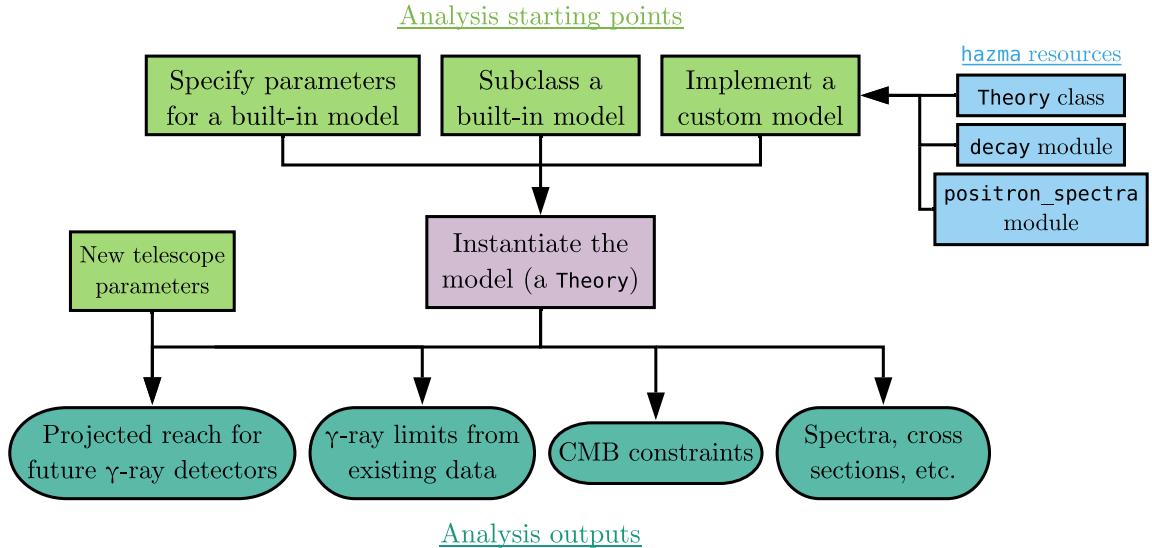 Analysis starting points
Specify parameters
for a built-in model
Subclass a
built-in model
Implement a
custom model
hazma resources
Theory class
decay module
positron_spectra
module
New telescope
parameters
Instantiate the
model (a Theory)
Projected reach for
future γ-ray detectors
γ-ray limits from
existing data
CMB constraints
Spectra, cross
sections, etc.
Analysis outputs